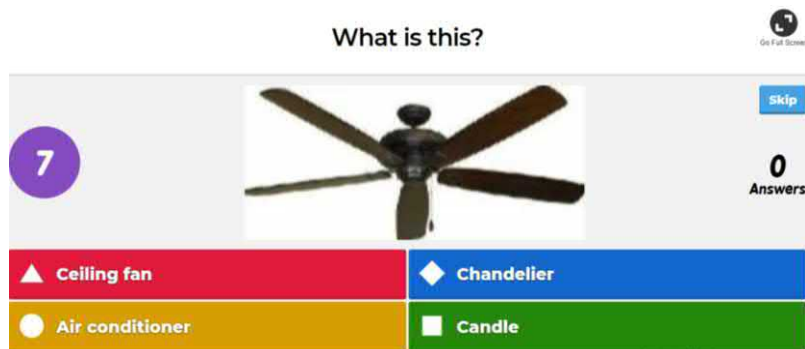 What is this?
Go Full Screen
Skip
7
0
Answers
Ceiling fan
Chandelier
Air conditioner
Candle